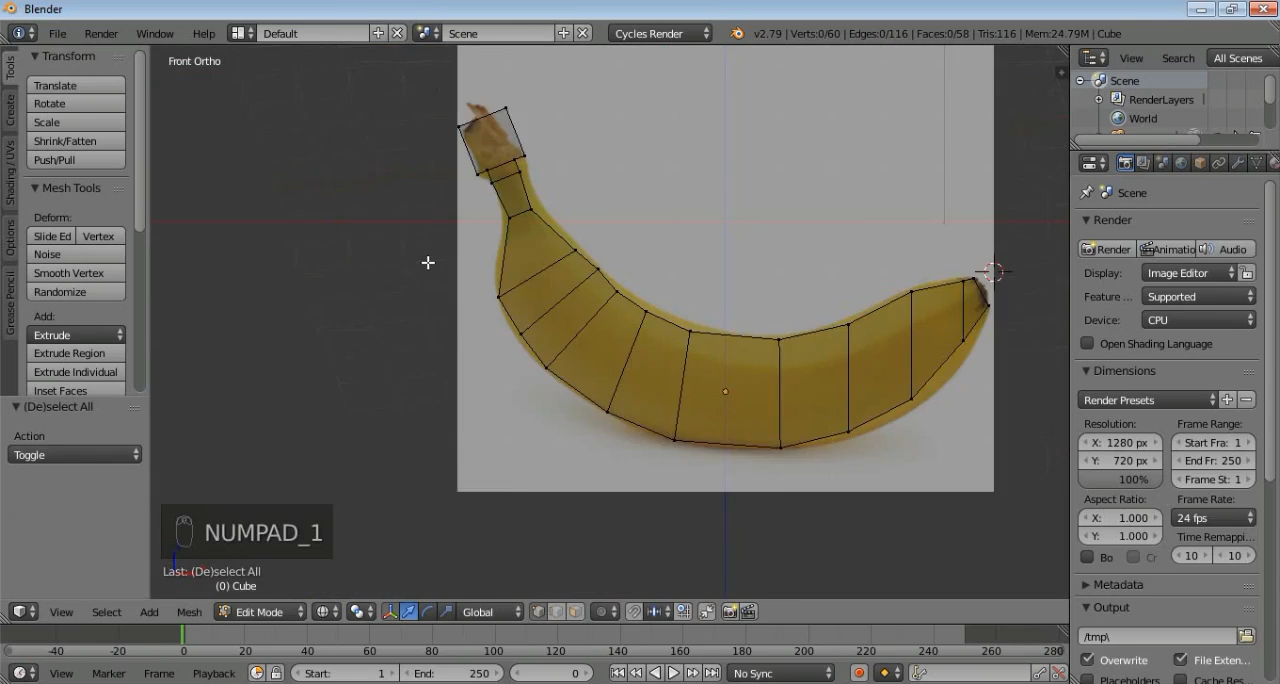 Blender
File Render Window Help Default Scene Cycles Render v2.79 | Verts:0/60 | Edges:0/116 | Faces:0/58 | Tris:116 | Mem:24.79M | Cube
Tools
Create
Shading / UVs
Options
Grease Pencil
Transform
Translate
Rotate
Scale
Shrink/Fatten
Push/Pull
Mesh Tools
Deform:
Slide Ed Vertex
Noise
Smooth Vertex
Randomize
Add:
Extrude
Extrude Region
Extrude Individual
Inset Faces
(De)select All
Action
Toggle
Front Ortho
NUMPAD_1
Last: (De)select All
(0) Cube
View Search All Scenes
Scene
RenderLayers
World
Scene
Render
Render Animatio Audio
Display: Image Editor
Feature ... Supported
Device: CPU
Open Shading Language
Dimensions
Render Presets
Resolution: Frame Range:
X: 1280 px Start Fra: 1
Y: 720 px End Fr: 250
100% Frame St: 1
Aspect Ratio: Frame Rate:
X: 1.000 24 fps
Y: 1.000 Time Remappi...
Bo Cr 10 10
Metadata
Output
/tmp\
Overwrite File Exten...
Placeholders Cache Res...
View Select Add Mesh Edit Mode Global
-40 -20 0 20 40 60 80 100 120 140 160 180 200 220 240 260 280
View Marker Frame Playback Start: 1 End: 250 0 No Sync